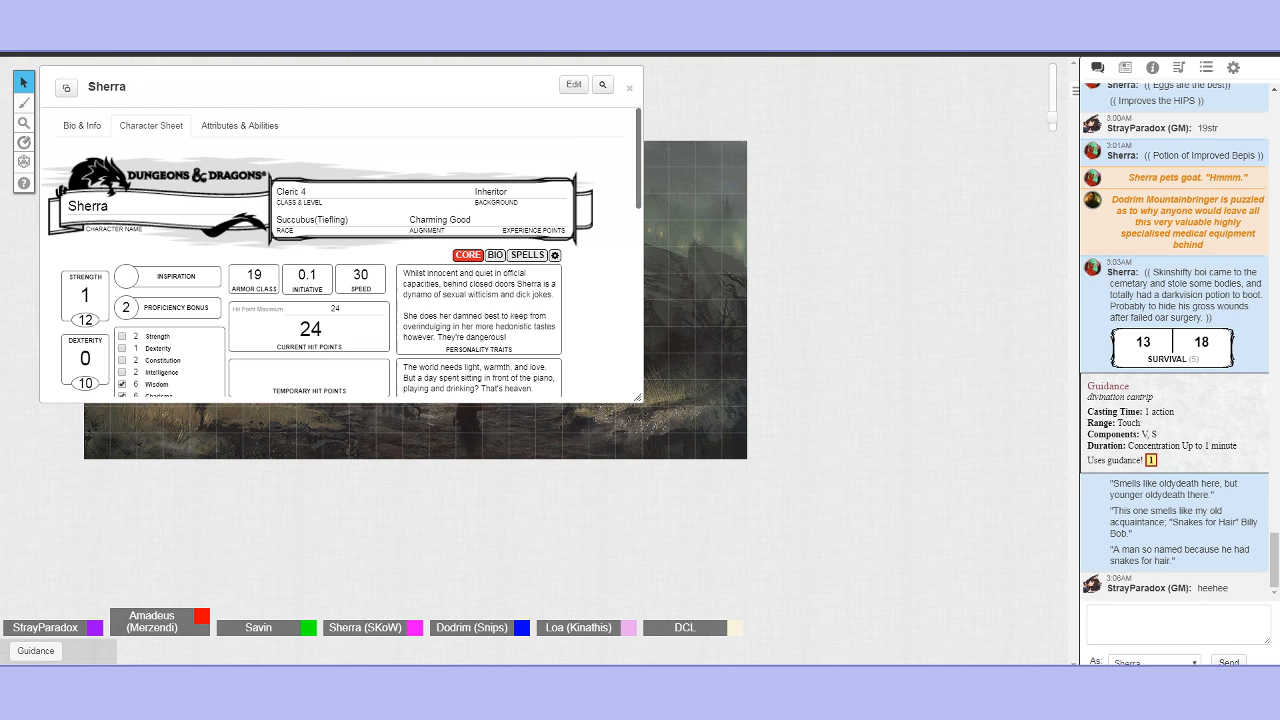 Sherra
Edit
Bio & Info
Character Sheet
Attributes & Abilities
DUNGEONS & DRAGONS®
Sherra
CHARACTER NAME
Cleric 4
Inheritor
CLASS & LEVEL
BACKGROUND
Succubus(Tiefling)
Charming Good
RACE
ALIGNMENT
EXPERIENCE POINTS
CORE
BIO
SPELLS
STRENGTH
1
12
DEXTERITY
0
10
INSPIRATION
2
PROFICIENCY BONUS
2 Strength
1 Dexterity
2 Constitution
2 Intelligence
6 Wisdom
6 Charisma
19
ARMOR CLASS
0.1
INITIATIVE
30
SPEED
Hit Point Maximum
24
24
CURRENT HIT POINTS
TEMPORARY HIT POINTS
Whilst innocent and quiet in official
capacities, behind closed doors Sherra is a
dynamo of sexual witticism and dick jokes.
She does her damned best to keep from
overindulging in her more hedonistic tastes
however. They're dangerous!
PERSONALITY TRAITS
The world needs light, warmth, and love.
But a day spent sitting in front of the piano,
playing and drinking? That's heaven.
StrayParadox
Amadeus
(Merzendi)
Savin
Sherra (SKoW)
Dodrim (Snips)
Loa (Kinathis)
DCL
Guidance
Sherra: (( Eggs are the best))
(( Improves the HIPS ))
3:00AM
StrayParadox (GM): 19str
3:01AM
Sherra: (( Potion of Improved Bepis ))
Sherra pets goat. "Hmmm."
Dodrim Mountainbringer is puzzled
as to why anyone would leave all
this very valuable highly
specialised medical equipment
behind
3:03AM
Sherra: (( Skinshifty boi came to the
cemetary and stole some bodies, and
totally had a darkvision potion to boot.
Probably to hide his gross wounds
after failed oar surgery. ))
13
18
SURVIVAL (5)
Guidance
divination cantrip
Casting Time: 1 action
Range: Touch
Components: V, S
Duration: Concentration Up to 1 minute
Uses guidance! 1
"Smells like oldydeath here, but
younger oldydeath there."
"This one smells like my old
acquaintance; "Snakes for Hair" Billy
Bob."
"A man so named because he had
snakes for hair."
3:06AM
StrayParadox (GM): heehee
As:
Sherra
Send